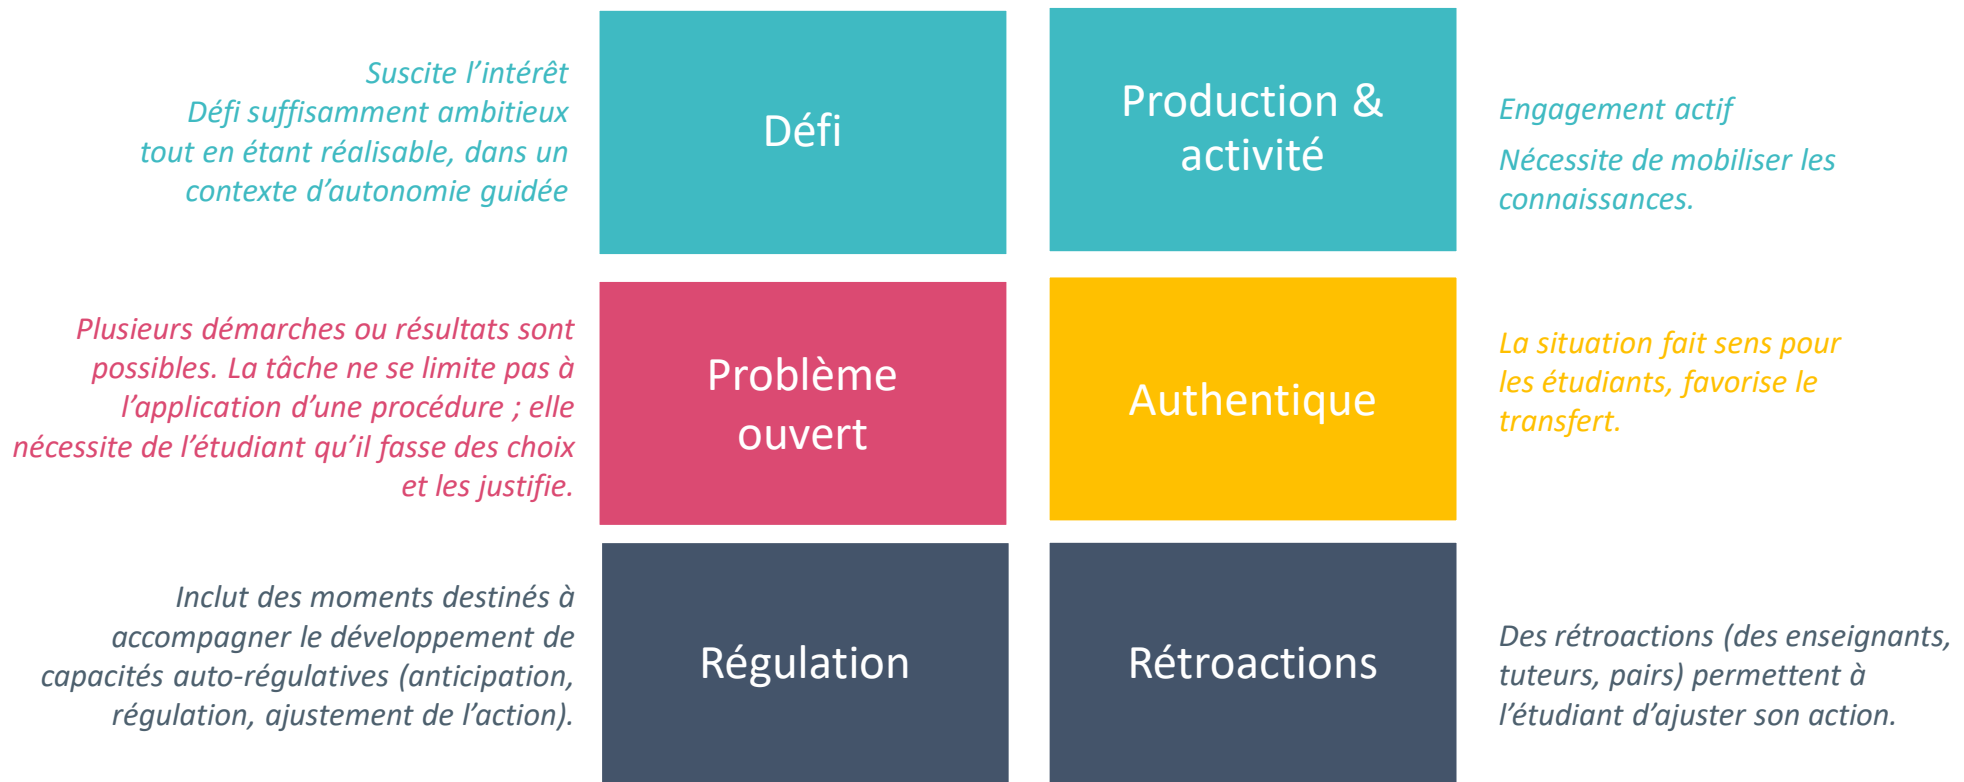 Suscite l’intérêt
Défi suffisamment ambitieux
tout en étant réalisable, dans un
contexte d’autonomie guidée
Défi
Production &
activité
Engagement actif
Nécessite de mobiliser les
connaissances.
Plusieurs démarches ou résultats sont
possibles. La tâche ne se limite pas à
l’application d’une procédure ; elle
nécessite de l’étudiant qu’il fasse des choix
et les justifie.
Problème
ouvert
Authentique
La situation fait sens pour
les étudiants, favorise le
transfert.
Inclut des moments destinés à
accompagner le développement de
capacités auto-régulatives (anticipation,
régulation, ajustement de l’action).
Régulation
Rétroactions
Des rétroactions (des enseignants,
tuteurs, pairs) permettent à
l’étudiant d’ajuster son action.